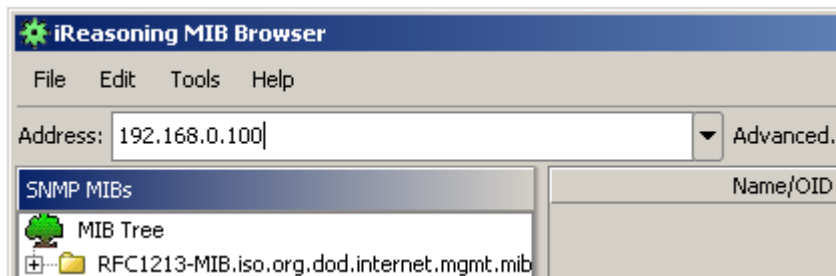 iReasoning MIB Browser
File Edit Tools Help
Address: 192.168.0.100 Advanced.
SNMP MIBs Name/OID
MIB Tree
RFC1213-MIB.iso.org.dod.internet.mgmt.mib